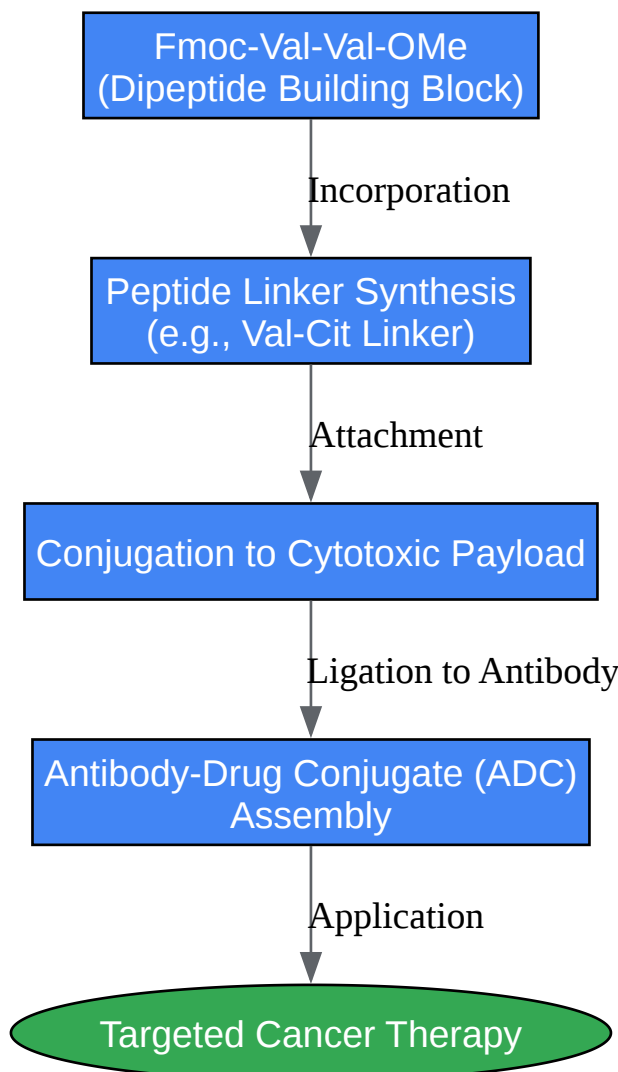 Fmoc-Val-Val-OMe
(Dipeptide Building Block)
Incorporation
Peptide Linker Synthesis
(e.g., Val-Cit Linker)
Attachment
Conjugation to Cytotoxic Payload
Ligation to Antibody
Antibody-Drug Conjugate (ADC)
Assembly
Application
Targeted Cancer Therapy